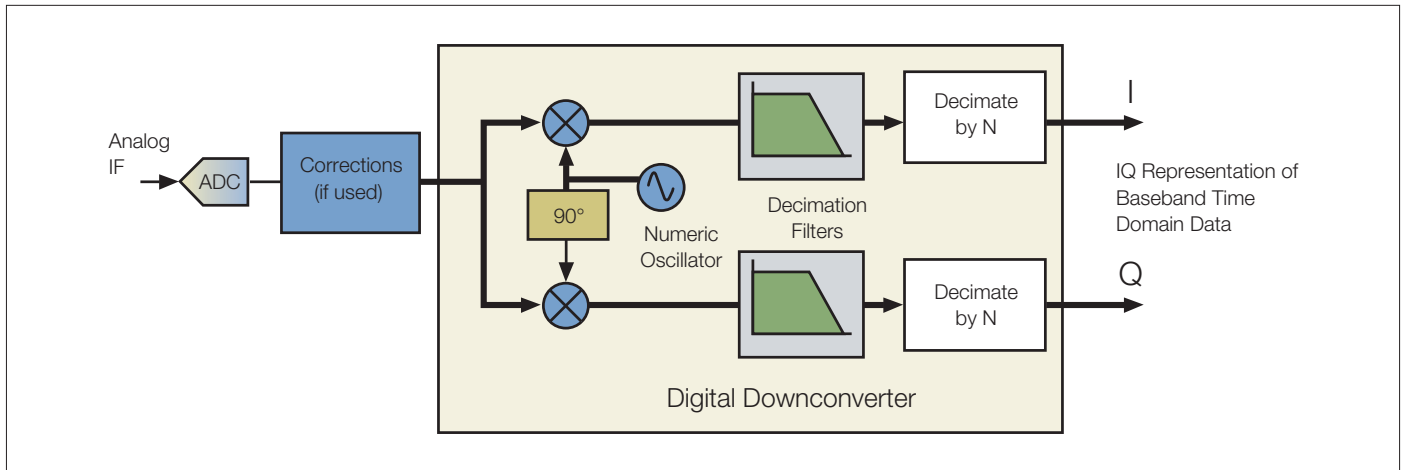 Analog
IF
ADC
Corrections
(if used)
90°
Numeric
Oscillator
Decimation
Filters
Decimate
by N
I
IQ Representation of
Baseband Time
Domain Data
Decimate
by N
Q
Digital Downconverter